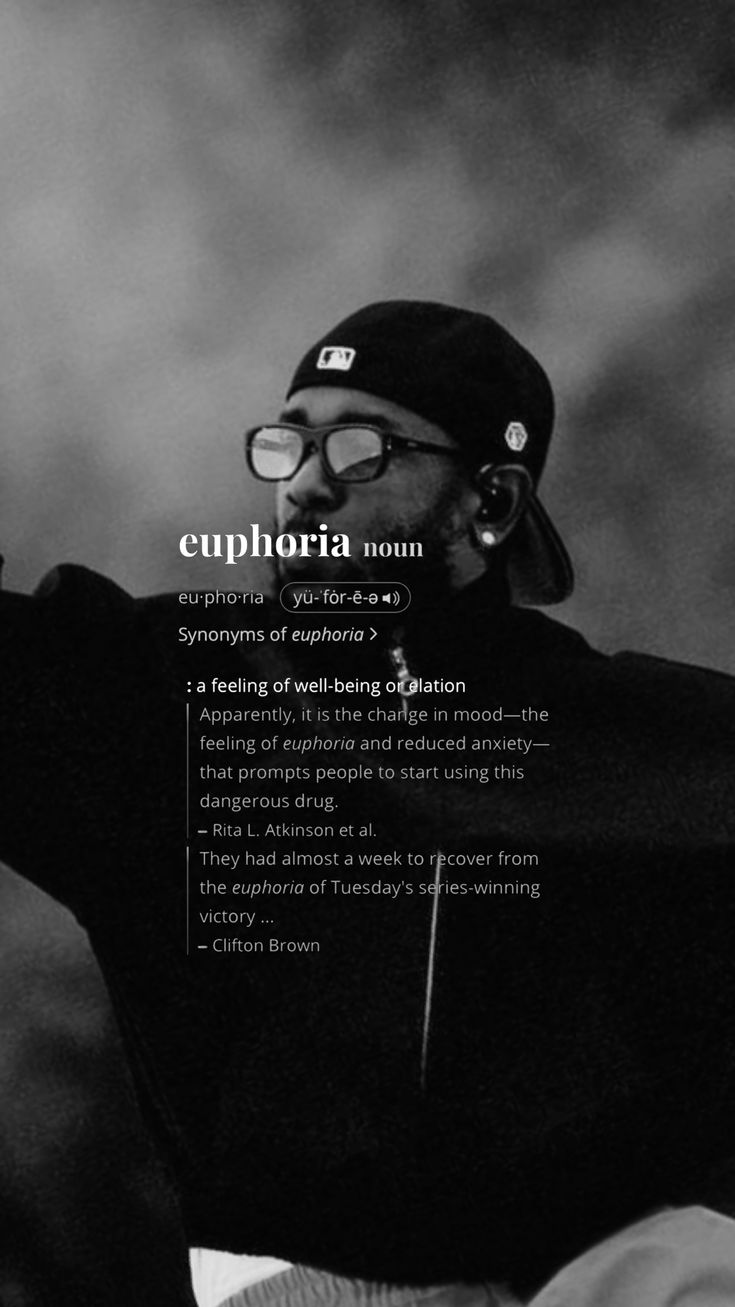 euphoria noun
eu·pho·ria yü-ˈfȯr-ē-ə
Synonyms of euphoria >
: a feeling of well-being or elation
Apparently, it is the change in mood—the
feeling of euphoria and reduced anxiety—
that prompts people to start using this
dangerous drug.
– Rita L. Atkinson et al.
They had almost a week to recover from
the euphoria of Tuesday's series-winning
victory ...
– Clifton Brown